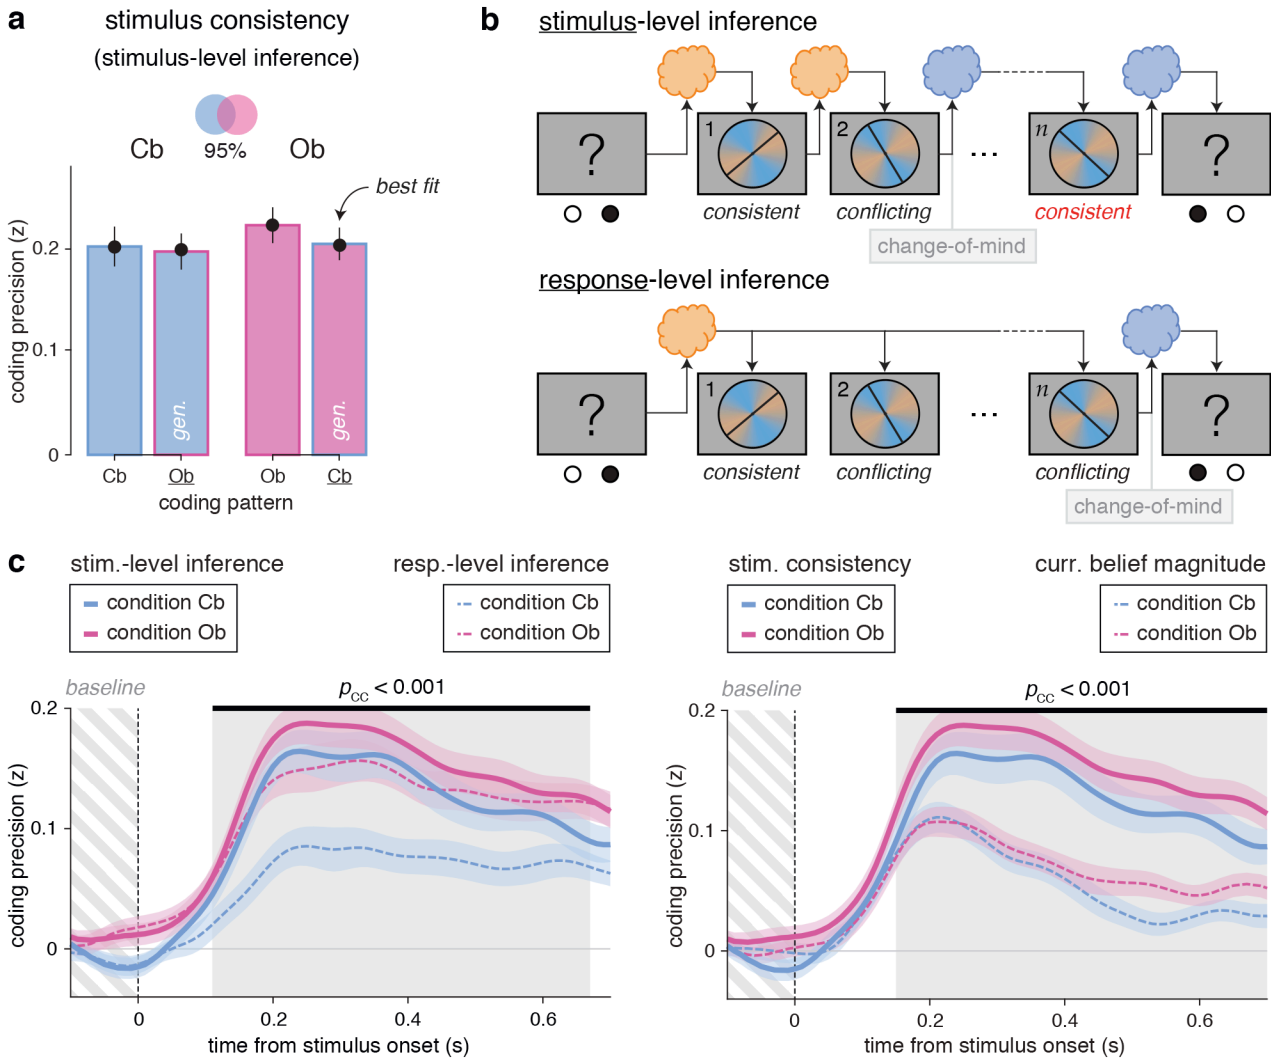 a
stimulus consistency
(stimulus-level inference)
Cb
95%
Ob
best fit
coding precision (z)
0.2
0.1
0
gen.
gen.
Cb
Ob
Ob
Cb
coding pattern
b
stimulus-level inference
?
1
2
...
n
?
consistent
conflicting
consistent
change-of-mind
response-level inference
?
1
2
...
n
?
consistent
conflicting
conflicting
change-of-mind
c
stim.-level inference
resp.-level inference
condition Cb
condition Ob
condition Cb
condition Ob
baseline
pCC < 0.001
coding precision (z)
0.2
0.1
0
0
0.2
0.4
0.6
time from stimulus onset (s)
stim. consistency
curr. belief magnitude
condition Cb
condition Ob
condition Cb
condition Ob
baseline
pCC < 0.001
coding precision (z)
0.2
0.1
0
0
0.2
0.4
0.6
time from stimulus onset (s)